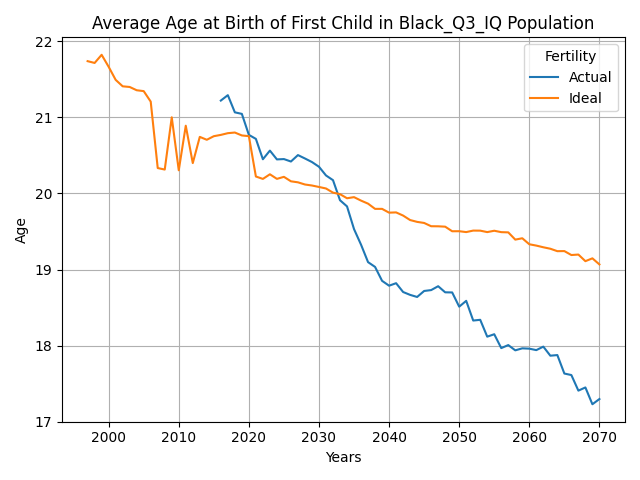 Average Age at Birth of First Child in Black_Q3_IQ Population
22
21
20
19
18
17
Age
Fertility
Actual
Ideal
2000
2010
2020
2030
2040
2050
2060
2070
Years